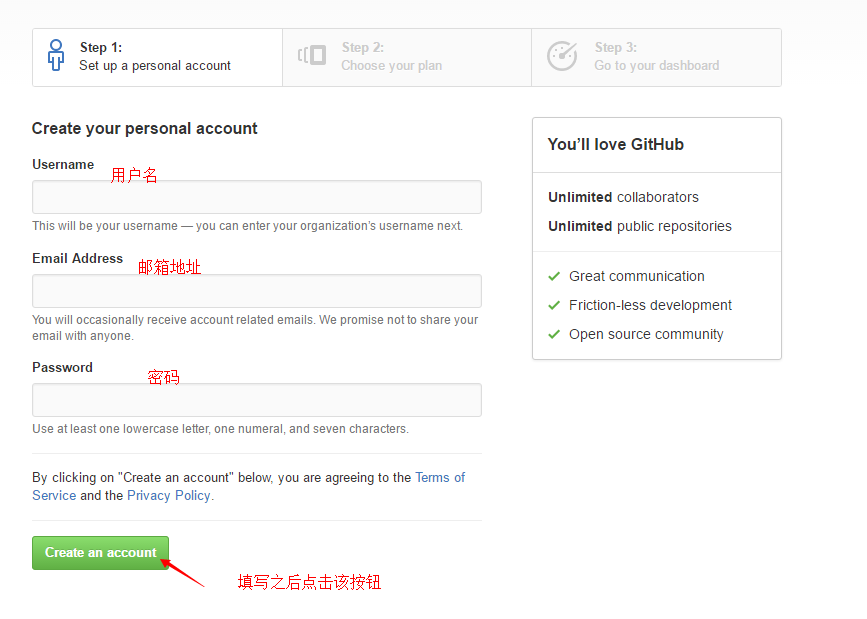 Step 1:
Set up a personal account
Step 2:
Choose your plan
Step 3:
Go to your dashboard
Create your personal account
Username
用户名
This will be your username — you can enter your organization's username next.
Email Address
邮箱地址
You will occasionally receive account related emails. We promise not to share your
email with anyone.
Password
密码
Use at least one lowercase letter, one numeral, and seven characters.
By clicking on "Create an account" below, you are agreeing to the Terms of
Service and the Privacy Policy.
Create an account
填写之后点击该按钮
You’ll love GitHub
Unlimited collaborators
Unlimited public repositories
Great communication
Friction-less development
Open source community